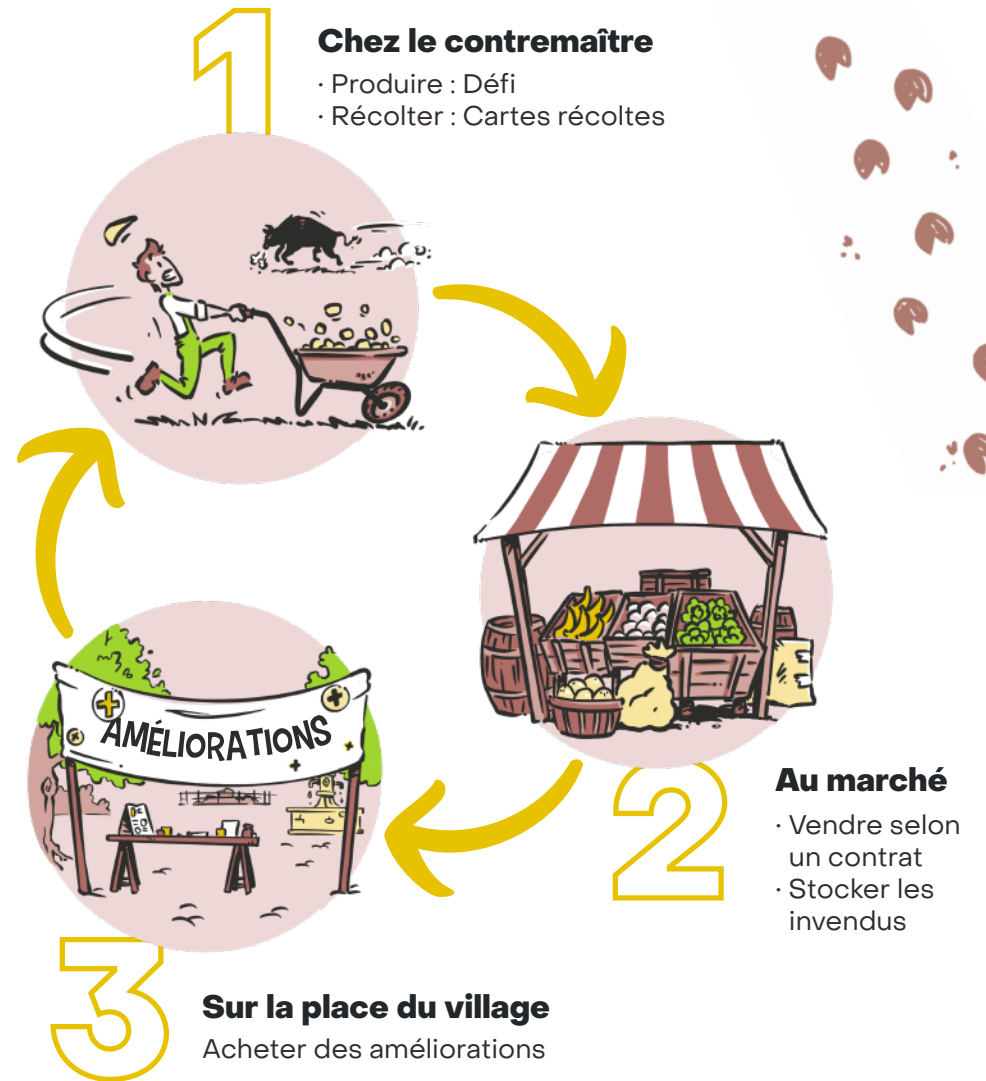 1
Chez le contremaître
· Produire : Défi
· Récolter : Cartes récoltes
2
Au marché
· Vendre selon
un contrat
· Stocker les
invendus
AMÉLIORATIONS
3
Sur la place du village
Acheter des améliorations